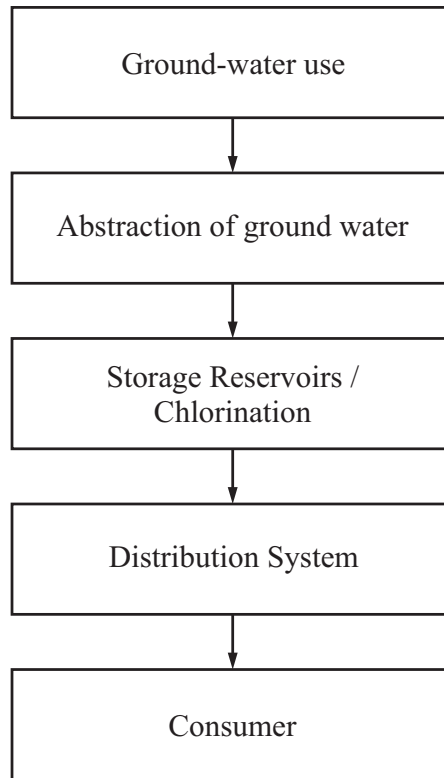 Ground-water use
Abstraction of ground water
Storage Reservoirs /
Chlorination
Distribution System
Consumer